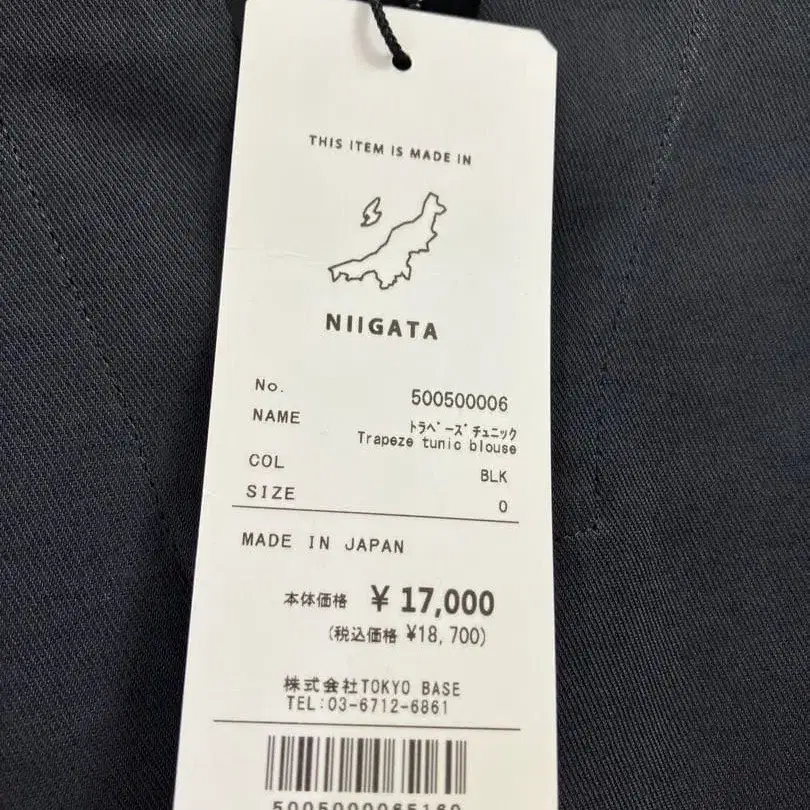 THIS ITEM IS MADE IN
NIIGATA
No. 500500006
NAME トラペーズチュニック
Trapeze tunic blouse
COL BLK
SIZE 0
MADE IN JAPAN
本体価格 ¥ 17,000
(税込価格 ¥18,700)
株式会社TOKYO BASE
TEL:03-6712-6861